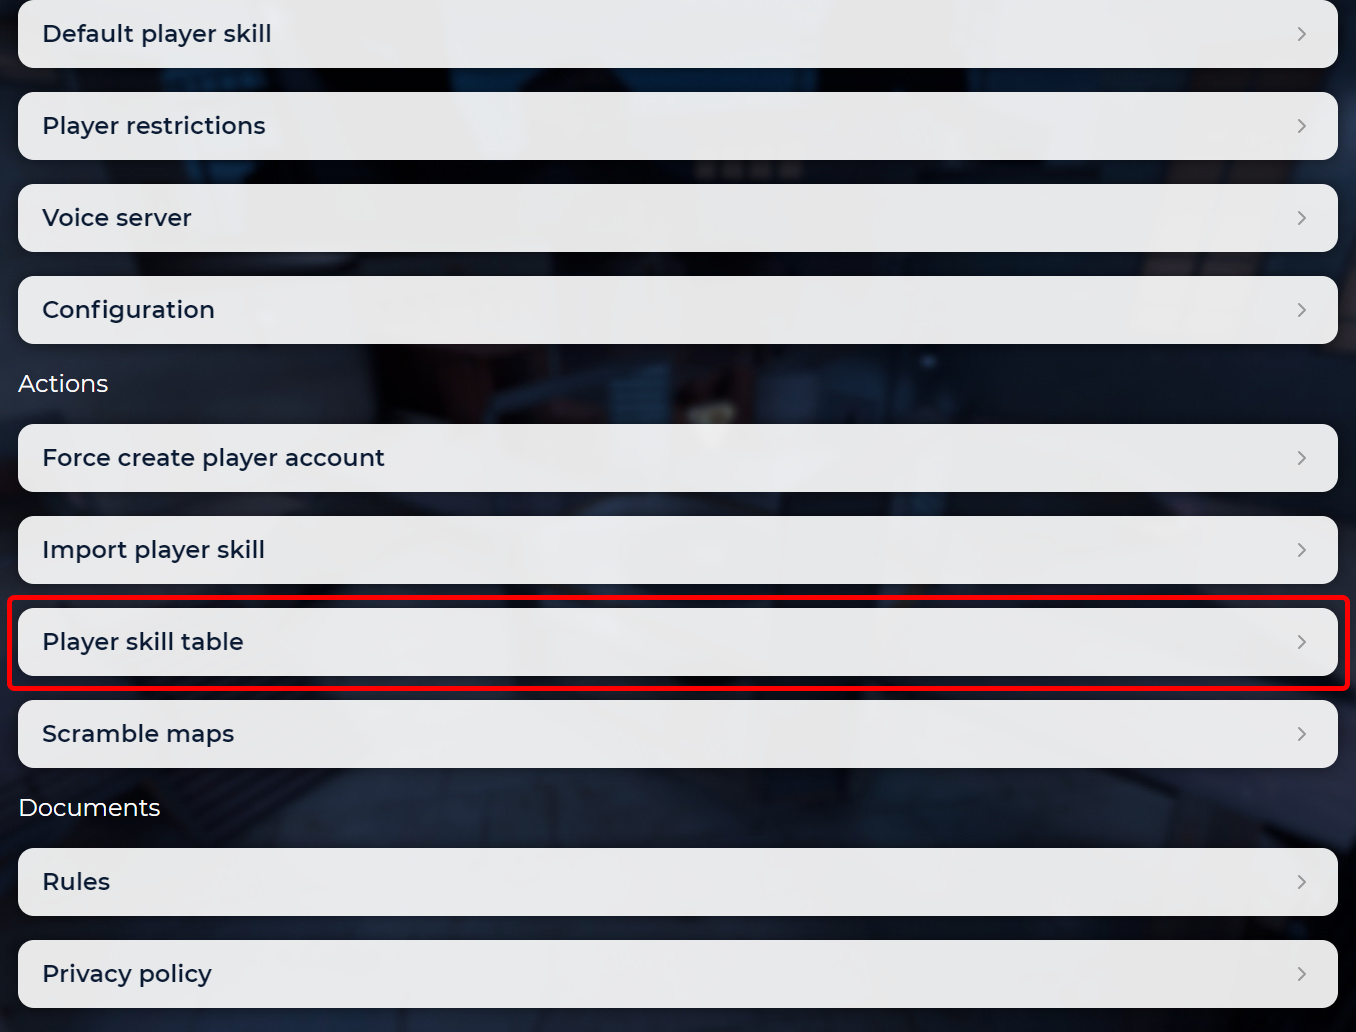 Default player skill
Player restrictions
Voice server
Configuration
Actions
Force create player account
Import player skill
Player skill table
Scramble maps
Documents
Rules
Privacy policy